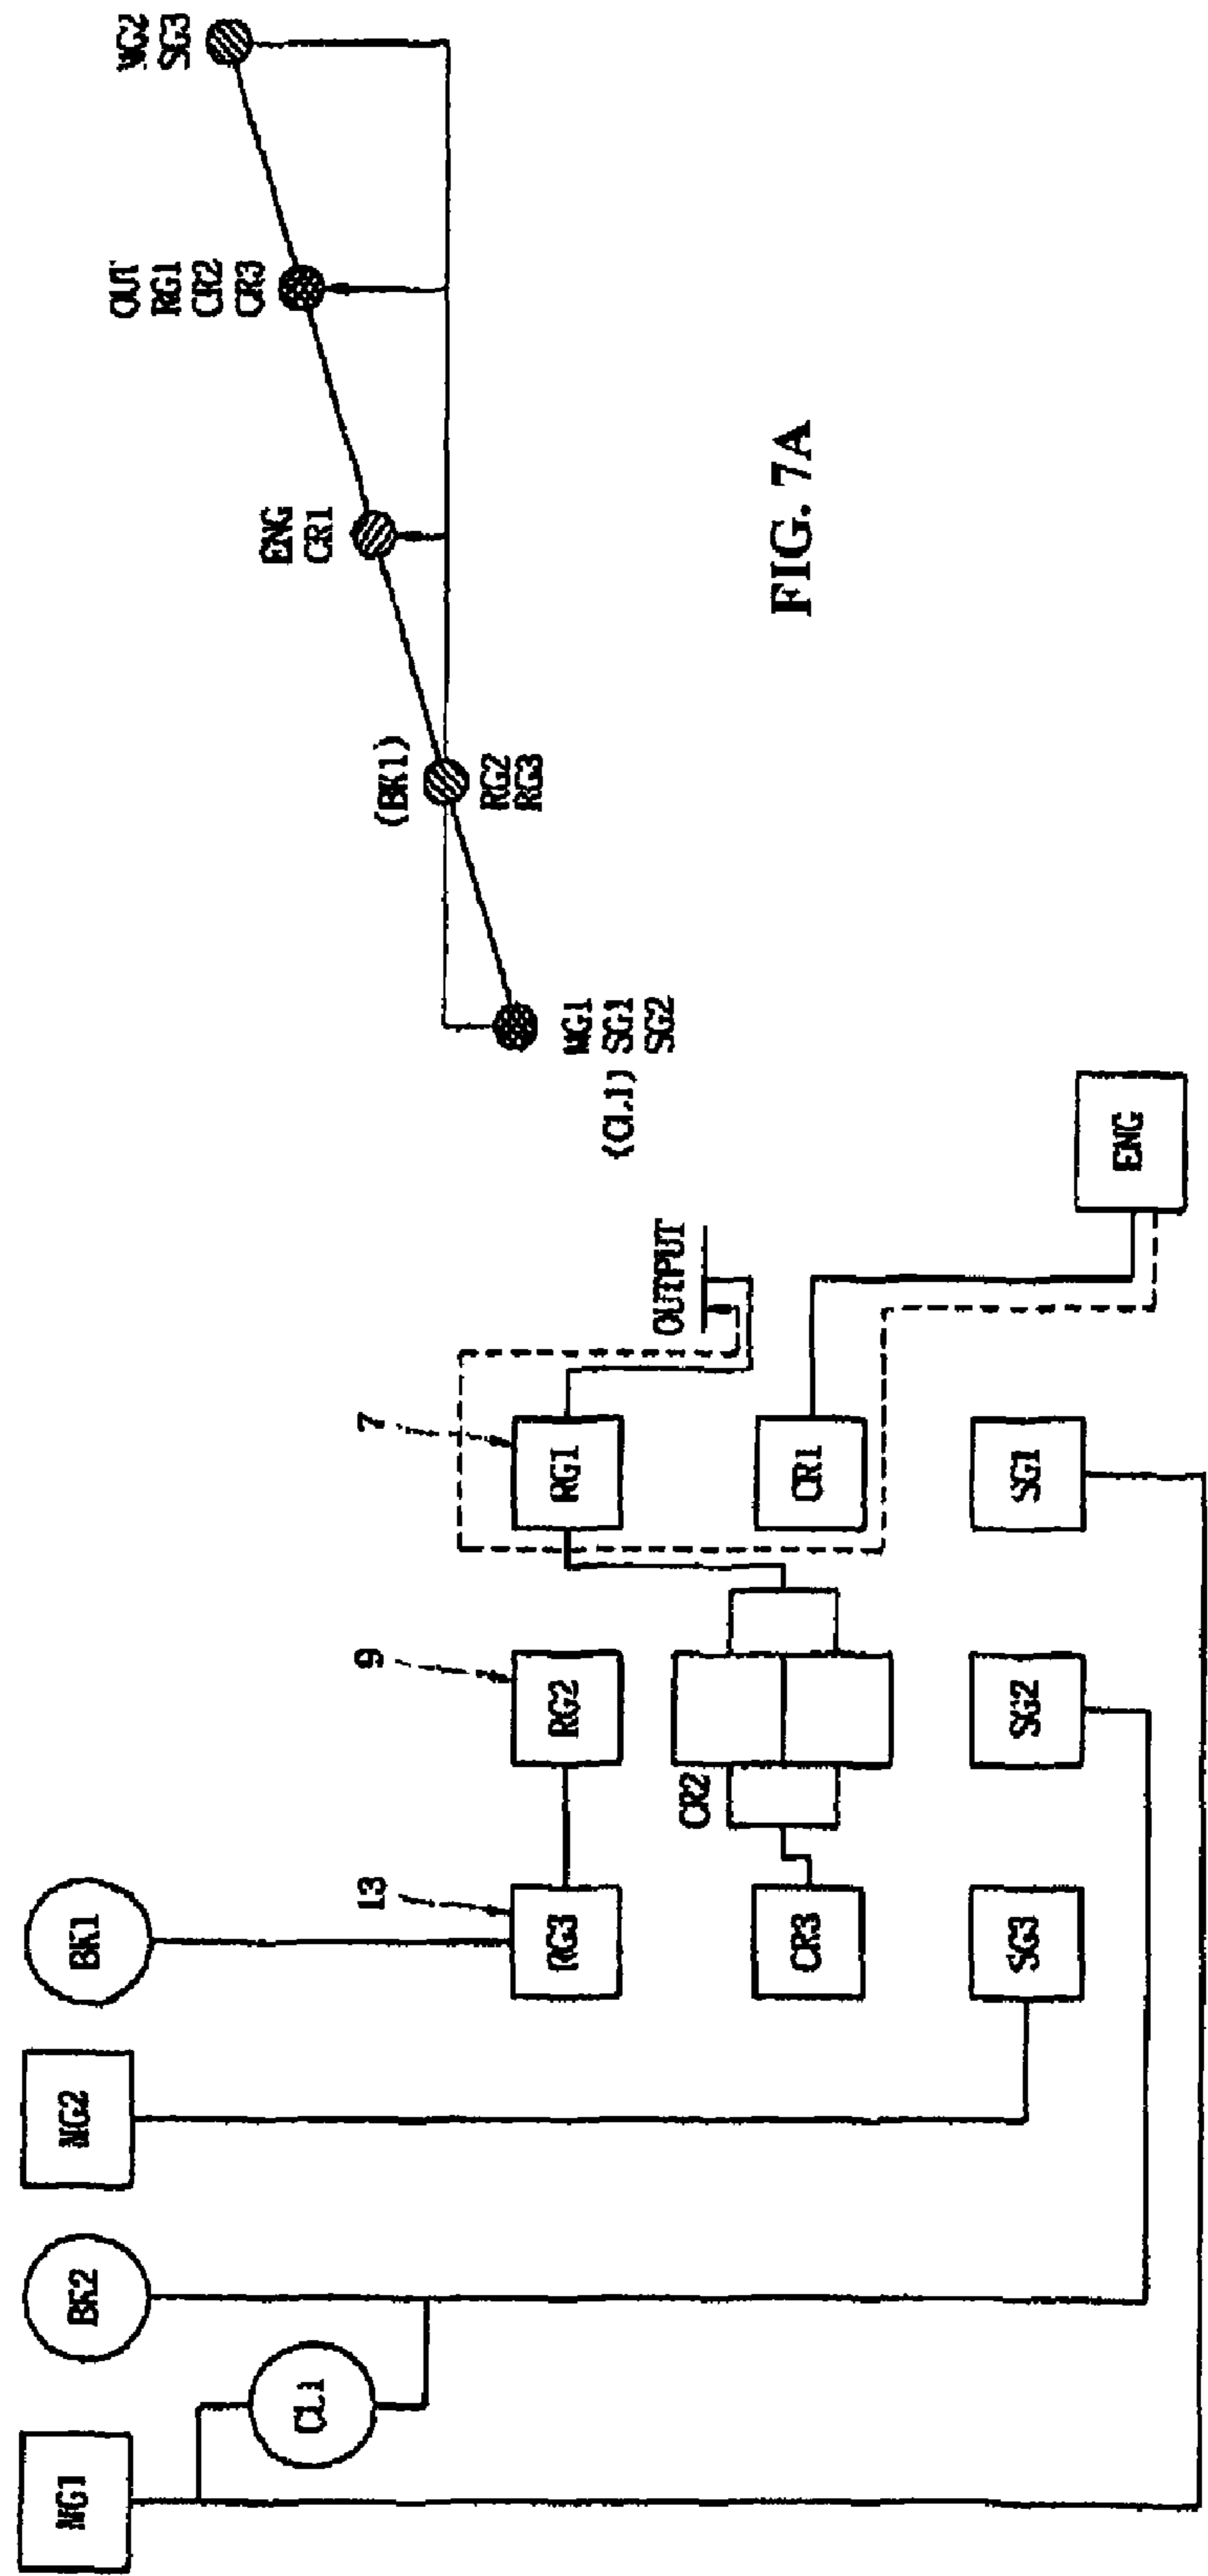 MG1
BK2
MG2
BK1
CL1
13
9
7
RG3
RG2
RG1
OUTPUT
CR2
CR3
CR1
SG3
SG2
SG1
ENG
MG2
SG3
OUT
RG1
CR2
CR3
ENG
CR1
(BK1)
RG2
RG3
MG1
(CL1) SG1
SG2
FIG. 7A